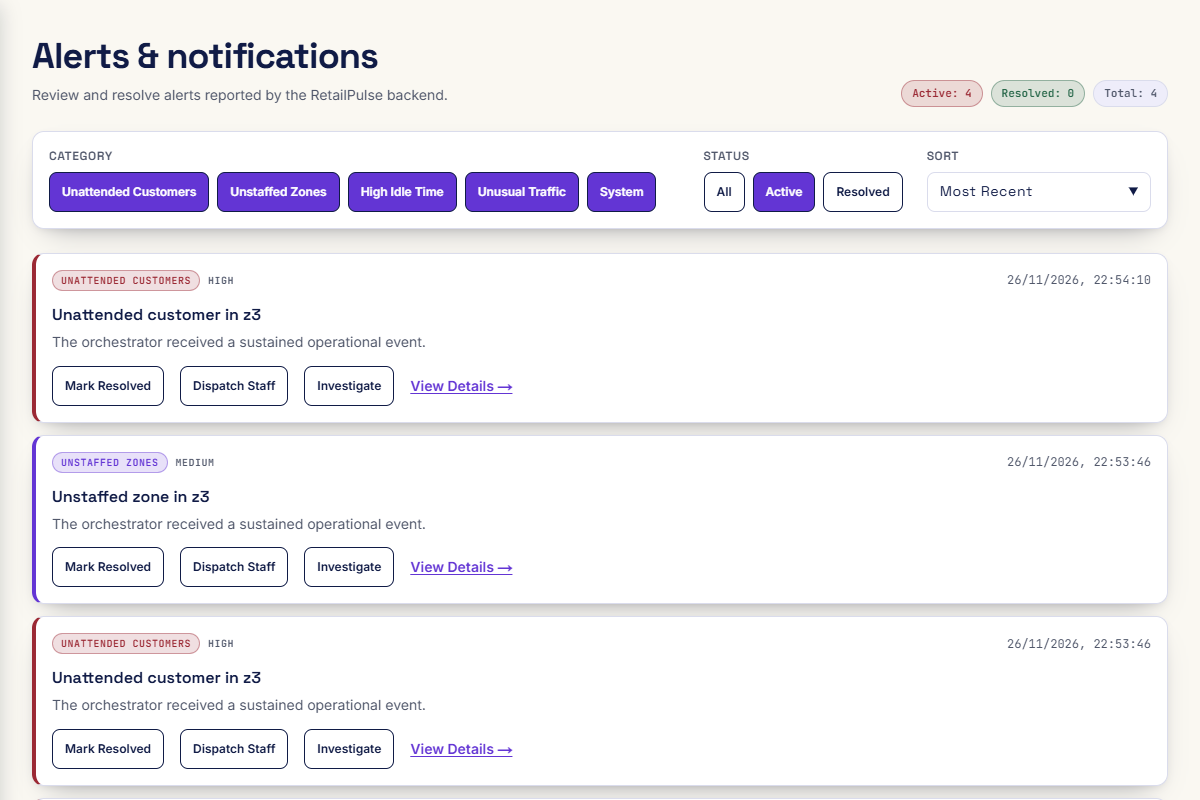 Alerts & notifications
Review and resolve alerts reported by the RetailPulse backend.
Active: 4 Resolved: 0 Total: 4
CATEGORY STATUS SORT
Unattended Customers Unstaffed Zones High Idle Time Unusual Traffic System All Active Resolved Most Recent ▼
UNATTENDED CUSTOMERS HIGH 26/11/2026, 22:54:10
Unattended customer in z3
The orchestrator received a sustained operational event.
Mark Resolved Dispatch Staff Investigate View Details →
UNSTAFFED ZONES MEDIUM 26/11/2026, 22:53:46
Unstaffed zone in z3
The orchestrator received a sustained operational event.
Mark Resolved Dispatch Staff Investigate View Details →
UNATTENDED CUSTOMERS HIGH 26/11/2026, 22:53:46
Unattended customer in z3
The orchestrator received a sustained operational event.
Mark Resolved Dispatch Staff Investigate View Details →